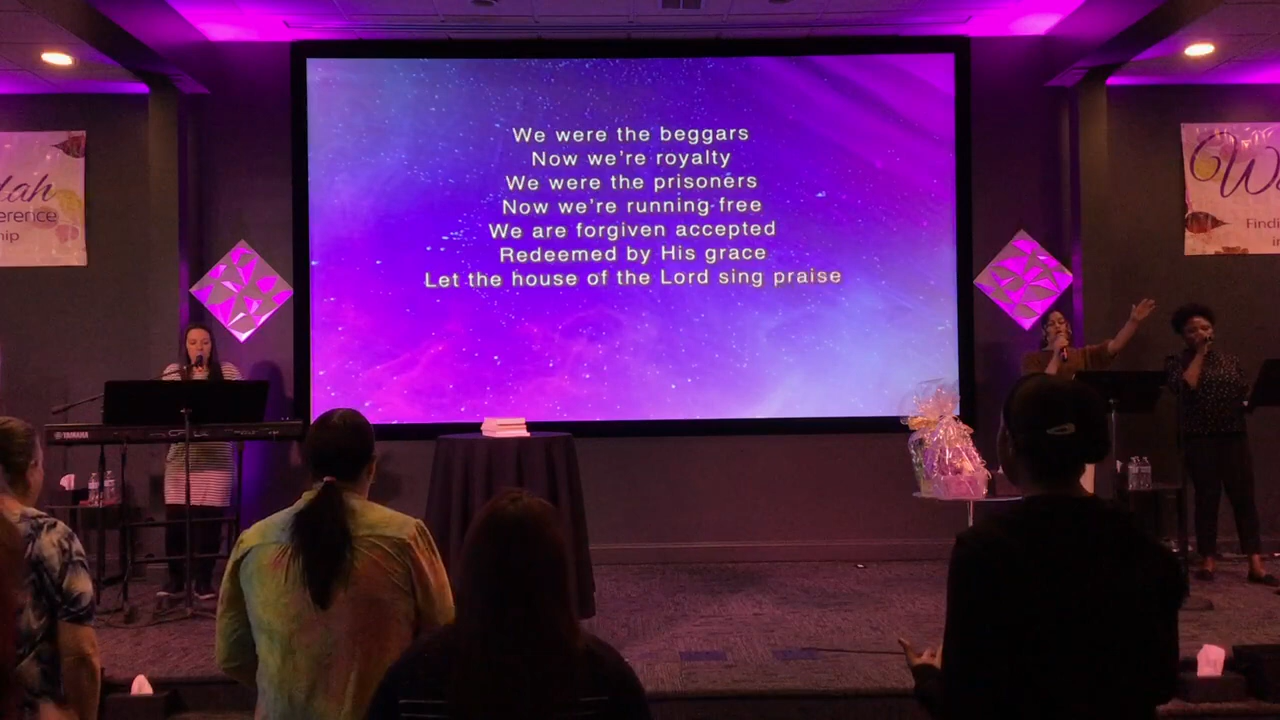 We were the beggars
Now we're royalty
We were the prisoners
Now we're running free
We are forgiven accepted
Redeemed by His grace
Let the house of the Lord sing praise
YAMAHA